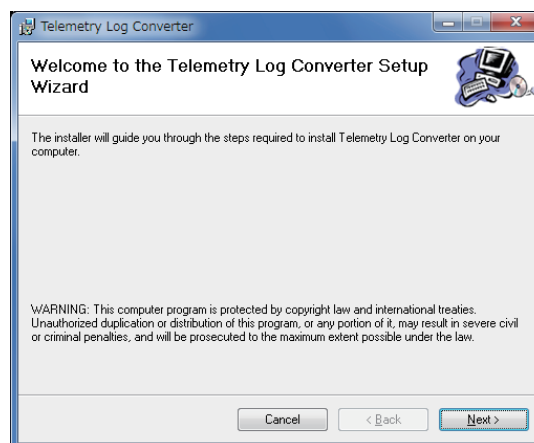 Telemetry Log Converter
Welcome to the Telemetry Log Converter Setup
Wizard
The installer will guide you through the steps required to install Telemetry Log Converter on your
computer.
WARNING: This computer program is protected by copyright law and international treaties.
Unauthorized duplication or distribution of this program, or any portion of it, may result in severe civil
or criminal penalties, and will be prosecuted to the maximum extent possible under the law.
Cancel
< Back
Next >